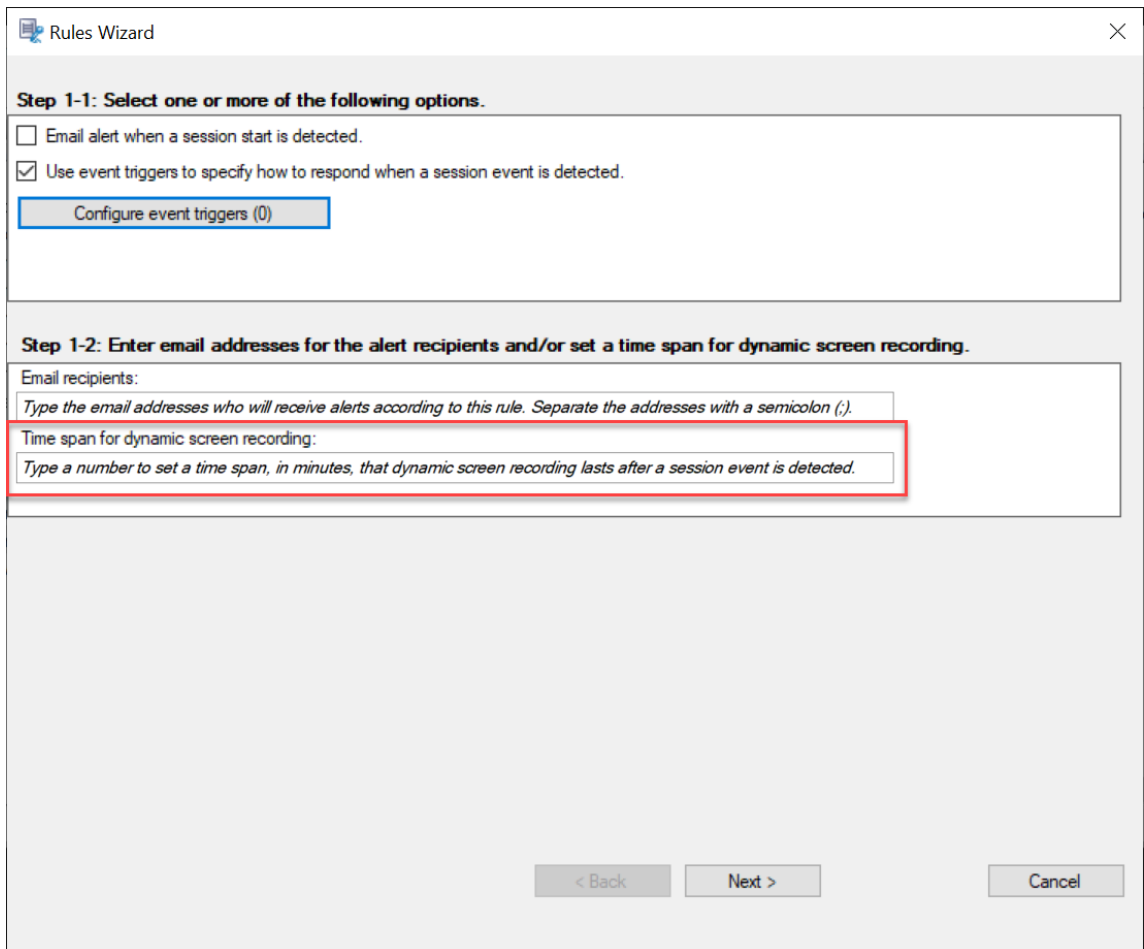 Rules Wizard
Step 1-1: Select one or more of the following options.
Email alert when a session start is detected.
Use event triggers to specify how to respond when a session event is detected.
Configure event triggers (0)
Step 1-2: Enter email addresses for the alert recipients and/or set a time span for dynamic screen recording.
Email recipients:
Type the email addresses who will receive alerts according to this rule. Separate the addresses with a semicolon (;).
Time span for dynamic screen recording:
Type a number to set a time span, in minutes, that dynamic screen recording lasts after a session event is detected.
< Back Next > Cancel